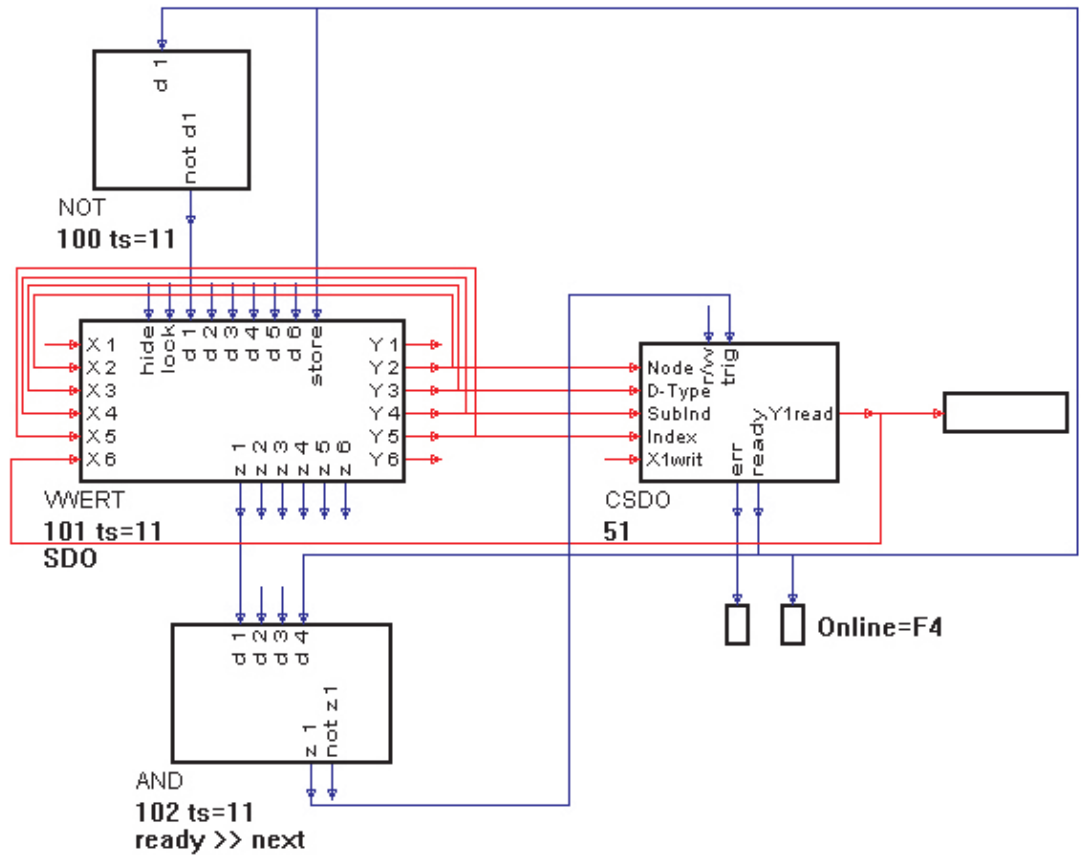 d 1
not d1
NOT
100 ts=11
hide
lock
d 1
d 2
d 3
d 4
d 5
d 6
store
X 1
X 2
X 3
X 4
X 5
X 6
Y 1
Y 2
Y 3
Y 4
Y 5
Y 6
z 1
z 2
z 3
z 4
z 5
z 6
VWERT
101 ts=11
SDO
r/w
trig
Node
D-Type
SubInd
Index
X1writ
Y1read
err
ready
CSDO
51
Online=F4
d 1
d 2
d 3
d 4
z 1
not z1
AND
102 ts=11
ready >> next